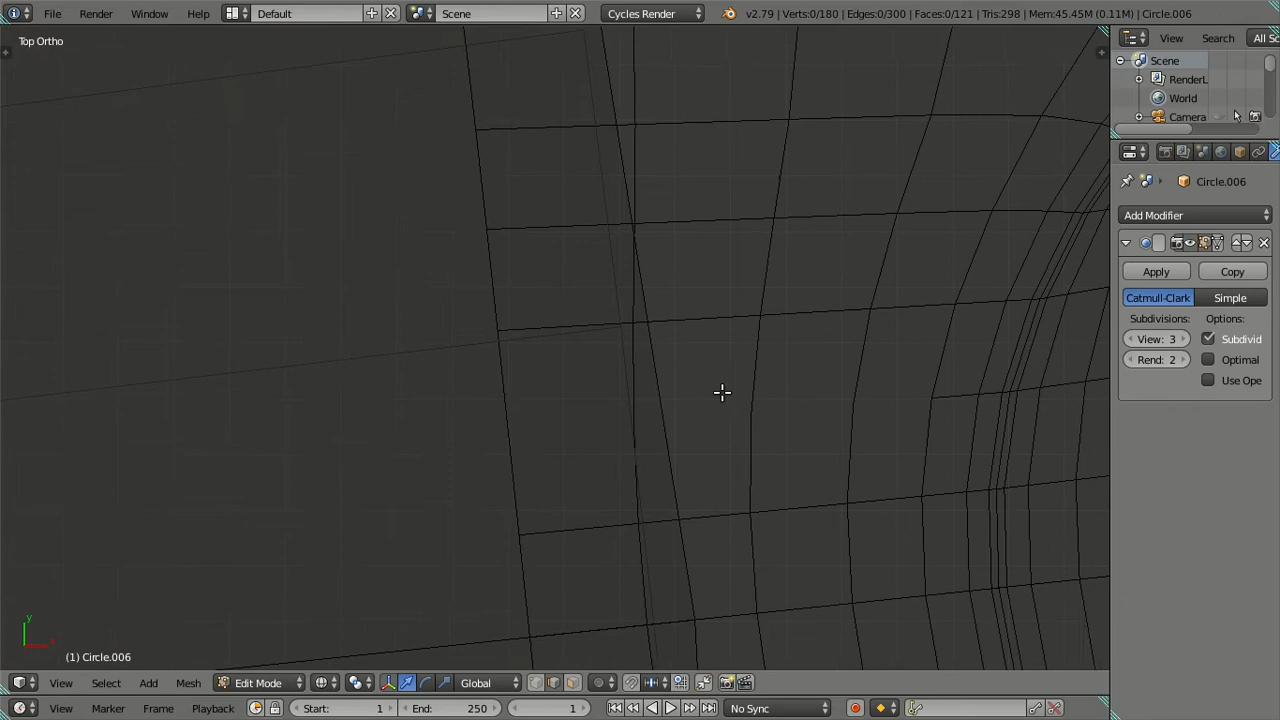 File Render Window Help Default Scene Cycles Render v2.79 | Verts:0/180 | Edges:0/300 | Faces:0/121 | Tris:298 | Mem:45.45M (0.11M) | Circle.006
Top Ortho
View Search All Sc
Scene
RenderL
World
Camera
Circle.006
Add Modifier
Apply Copy
Catmull-Clark Simple
Subdivisions: Options:
View: 3 Subdivid
Rend: 2 Optimal
Use Ope
y
x
(1) Circle.006
View Select Add Mesh Edit Mode Global
View Marker Frame Playback Start: 1 End: 250 1 No Sync